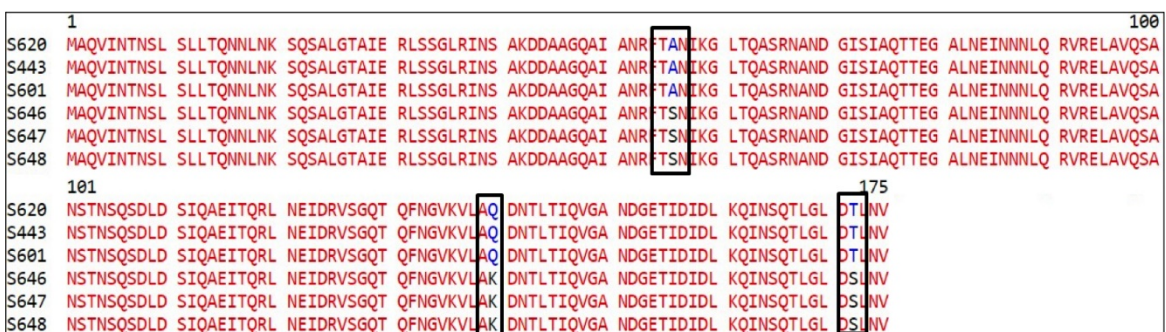 1 100
S620 MAQVINTNSL SLLTQNNLNK SQSALGTAIE RLSSGLRINS AKDDAAGQAI ANRFTANIKG LTQASRNAND GISIAQTTEG ALNEINNNLQ RVRELAVQSA
S443 MAQVINTNSL SLLTQNNLNK SQSALGTAIE RLSSGLRINS AKDDAAGQAI ANRFTANIKG LTQASRNAND GISIAQTTEG ALNEINNNLQ RVRELAVQSA
S601 MAQVINTNSL SLLTQNNLNK SQSALGTAIE RLSSGLRINS AKDDAAGQAI ANRFTANIKG LTQASRNAND GISIAQTTEG ALNEINNNLQ RVRELAVQSA
S646 MAQVINTNSL SLLTQNNLNK SQSALGTAIE RLSSGLRINS AKDDAAGQAI ANRFTSNIKG LTQASRNAND GISIAQTTEG ALNEINNNLQ RVRELAVQSA
S647 MAQVINTNSL SLLTQNNLNK SQSALGTAIE RLSSGLRINS AKDDAAGQAI ANRFTSNIKG LTQASRNAND GISIAQTTEG ALNEINNNLQ RVRELAVQSA
S648 MAQVINTNSL SLLTQNNLNK SQSALGTAIE RLSSGLRINS AKDDAAGQAI ANRFTSNIKG LTQASRNAND GISIAQTTEG ALNEINNNLQ RVRELAVQSA
101 175
S620 NSTNSQSDLD SIQAEITQRL NEIDRVSGQT QFNGVKVLAQ DNTLTIQVGA NDGETIDIDL KQINSQTLGL DTLNV
S443 NSTNSQSDLD SIQAEITQRL NEIDRVSGQT QFNGVKVLAQ DNTLTIQVGA NDGETIDIDL KQINSQTLGL DTLNV
S601 NSTNSQSDLD SIQAEITQRL NEIDRVSGQT QFNGVKVLAQ DNTLTIQVGA NDGETIDIDL KQINSQTLGL DTLNV
S646 NSTNSQSDLD SIQAEITQRL NEIDRVSGQT QFNGVKVLAK DNTLTIQVGA NDGETIDIDL KQINSQTLGL DSLNV
S647 NSTNSQSDLD SIQAEITQRL NEIDRVSGQT QFNGVKVLAK DNTLTIQVGA NDGETIDIDL KQINSQTLGL DSLNV
S648 NSTNSQSDLD SIQAEITQRL NEIDRVSGQT QFNGVKVLAK DNTLTIQVGA NDGETIDIDL KQINSQTLGL DSLNV